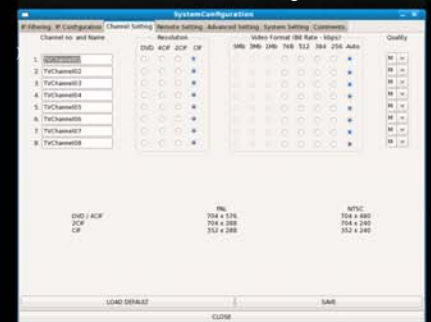 SystemConfiguration
IP Filtering IP Configuration Channel Setting Remote Setting Advanced Setting System Setting Comments
Channel no. and Name Resolution Video Format (Bit Rate - kbps) Quality
DVD 4CIF 2CIF CIF 5Mb 3Mb 1Mb 768 512 384 256 Auto
1. TVChannel01 M
2 TVChannel02 M
3 TVChannel03 M
4 TVChannel04 M
5 TVChannel05 M
6 TVChannel06 M
7 TVChannel07 M
8 TVChannel08 M
PAL NTSC
DVD / 4CIF 704 x 576 704 x 480
2CIF 704 x 288 704 x 240
CIF 352 x 288 352 x 240
LOAD DEFAULT SAVE
CLOSE